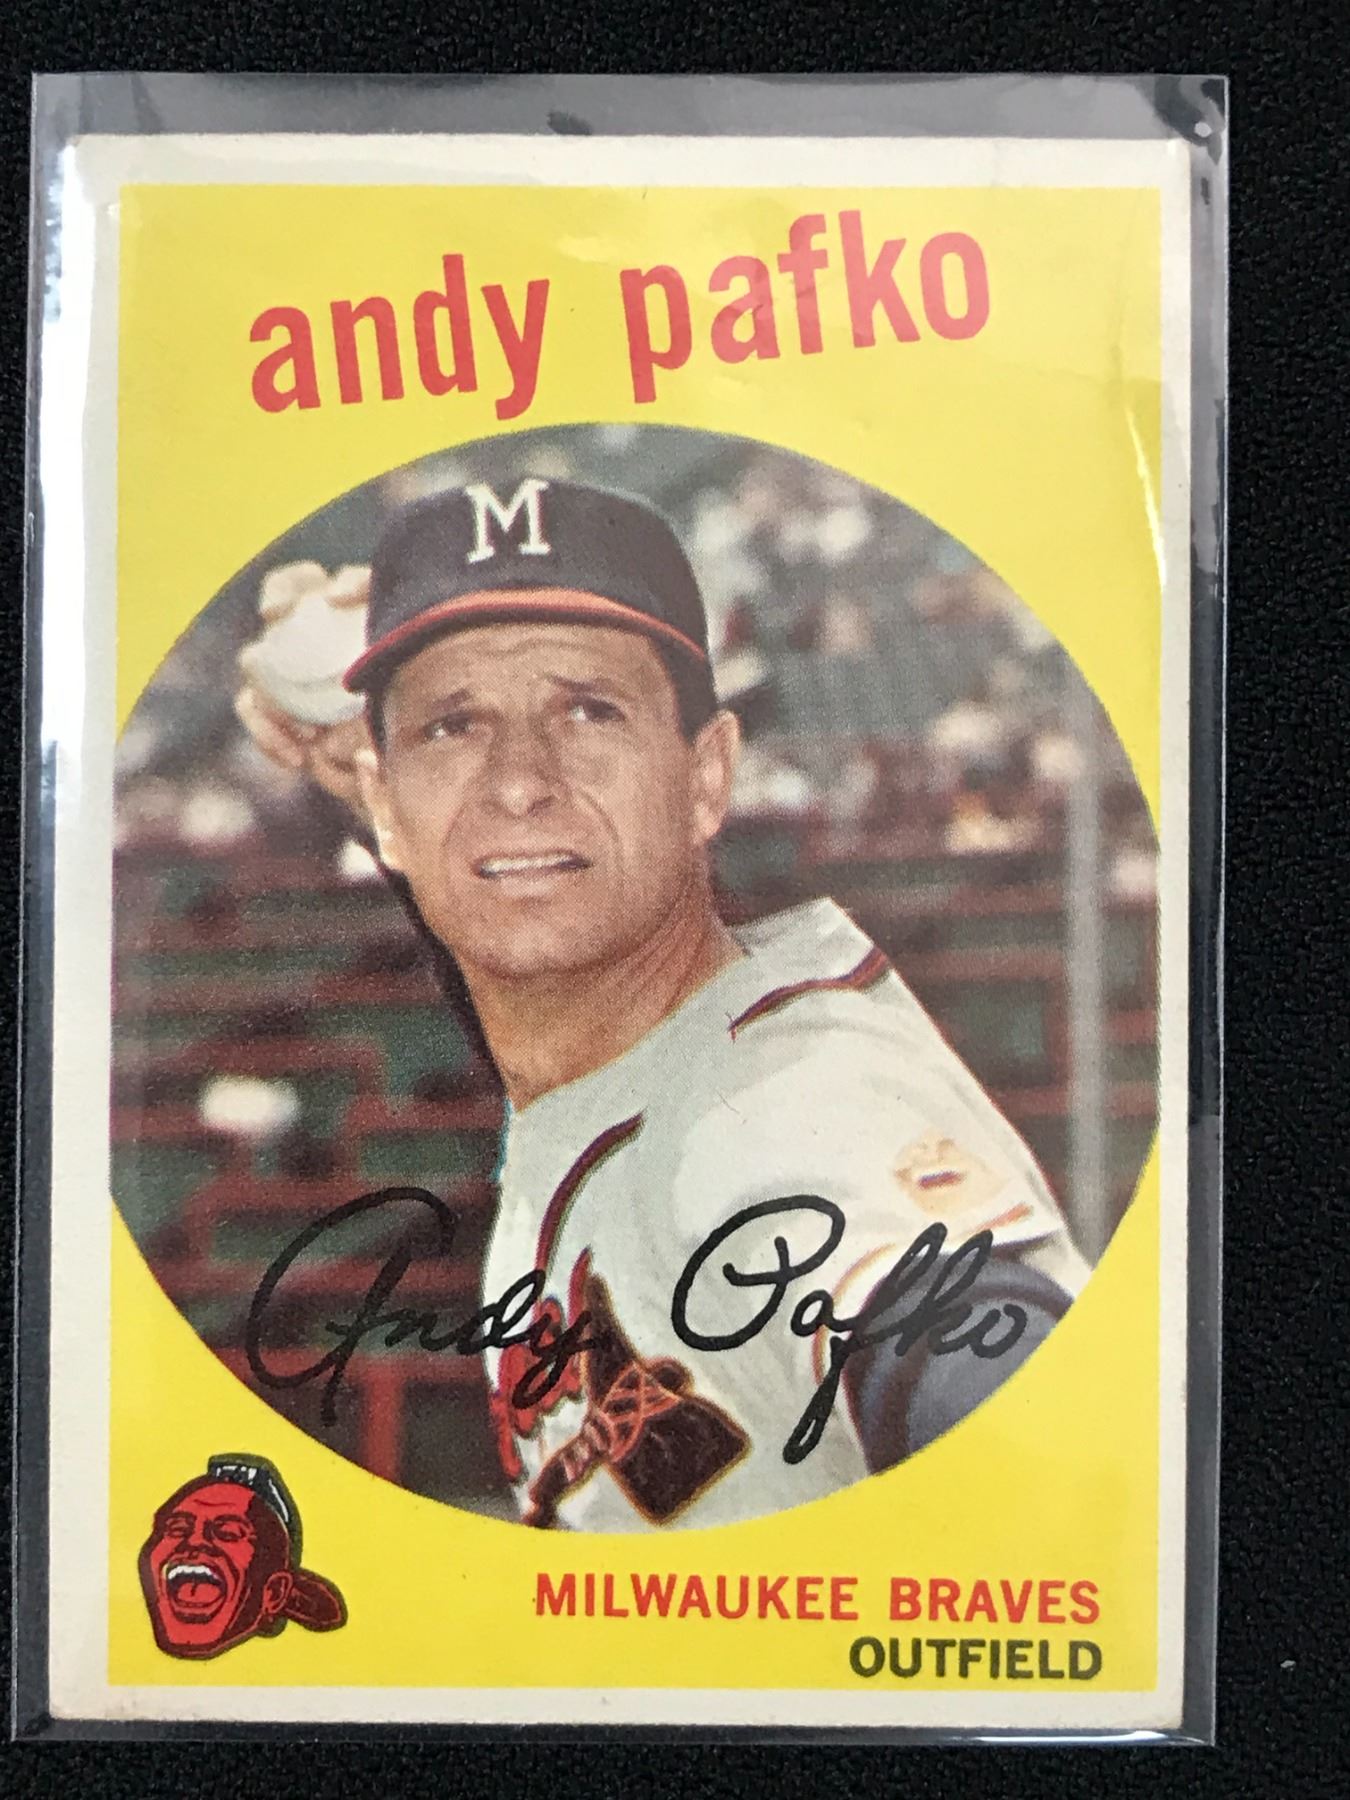 andy pafko
M
Andy Pafko
MILWAUKEE BRAVES
OUTFIELD